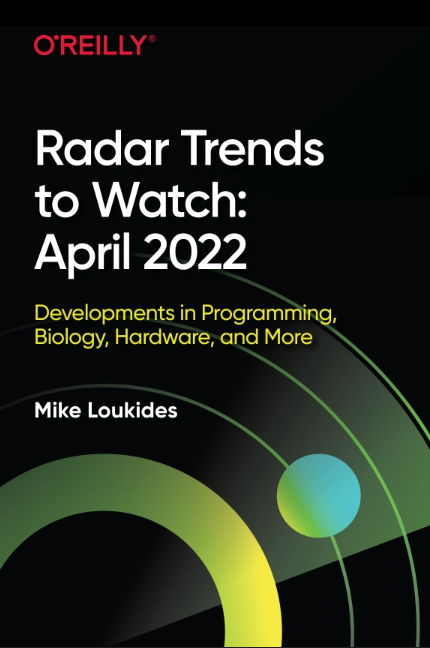 O'REILLY®
Radar Trends
to Watch:
April 2022
Developments in Programming,
Biology, Hardware, and More
Mike Loukides